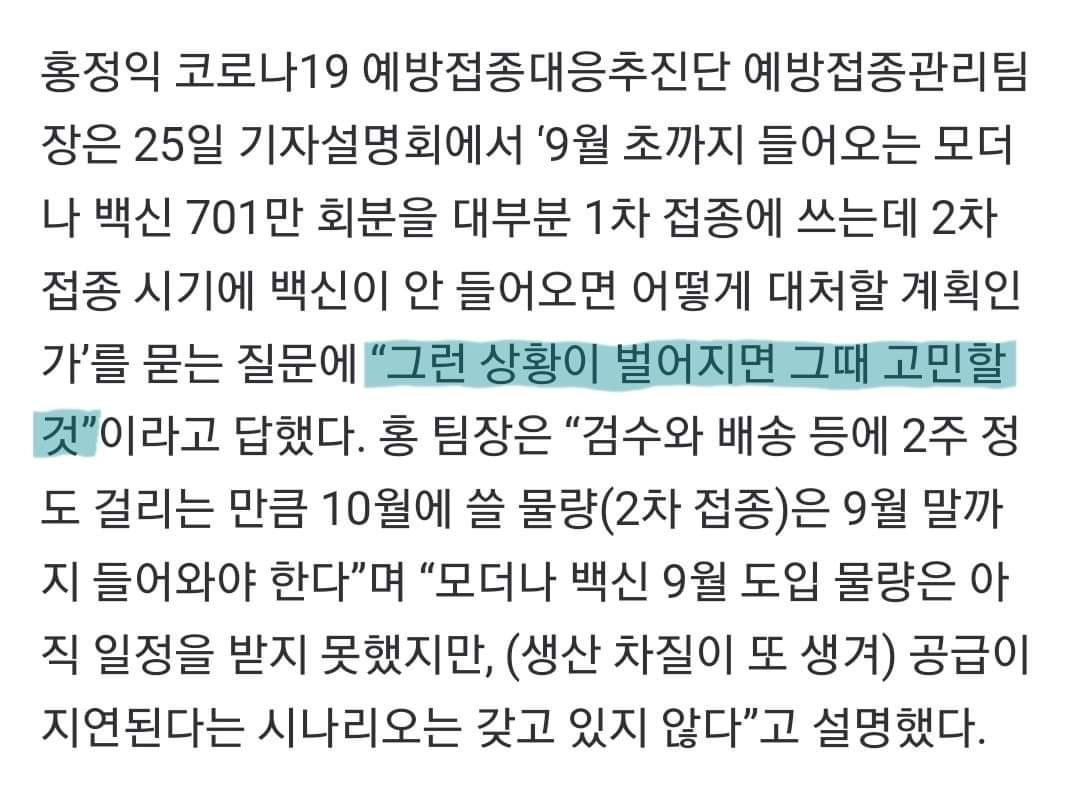 홍정익 코로나19 예방접종대응추진단 예방접종관리팀
장은 25일 기자설명회에서 ‘9월 초까지 들어오는 모더
나 백신 701만 회분을 대부분 1차 접종에 쓰는데 2차
접종 시기에 백신이 안 들어오면 어떻게 대처할 계획인
가’를 묻는 질문에 “그런 상황이 벌어지면 그때 고민할
것”이라고 답했다. 홍 팀장은 “검수와 배송 등에 2주 정
도 걸리는 만큼 10월에 쓸 물량(2차 접종)은 9월 말까
지 들어와야 한다”며 “모더나 백신 9월 도입 물량은 아
직 일정을 받지 못했지만, (생산 차질이 또 생겨) 공급이
지연된다는 시나리오는 갖고 있지 않다”고 설명했다.